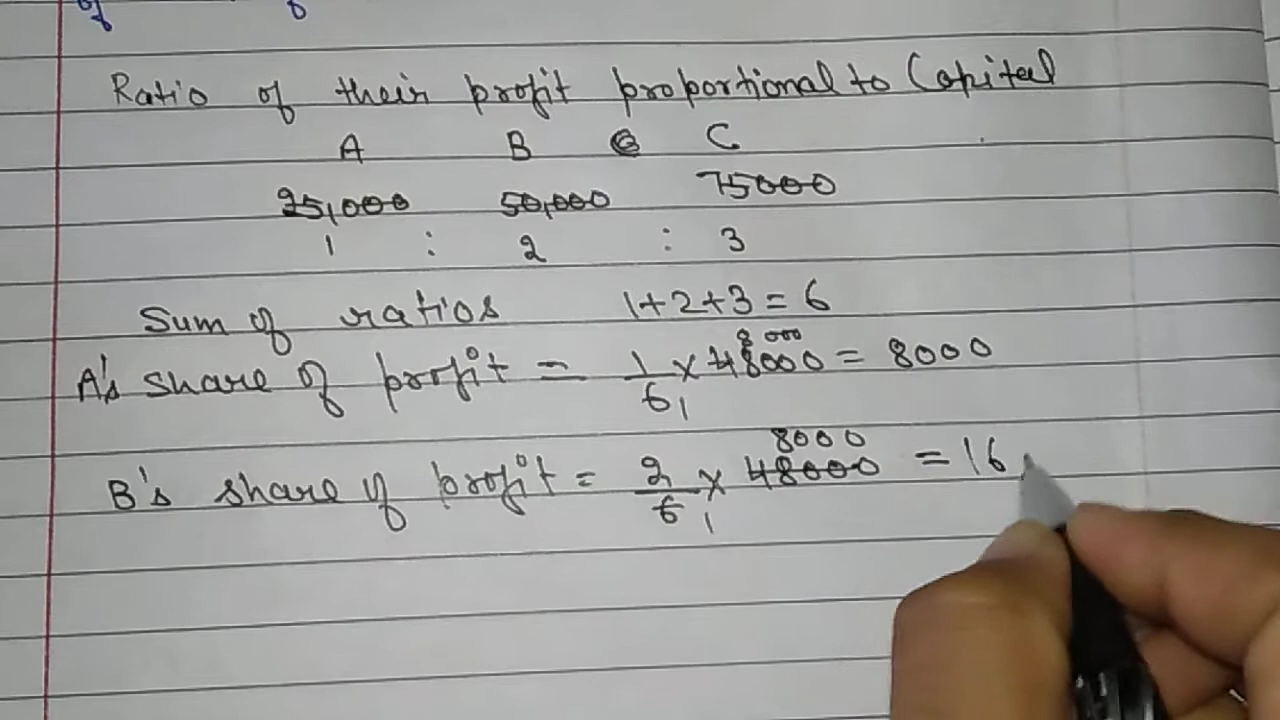 Ratio of their profit proportional to Capital
A B C
25,000 50,000 75000
1 : 2 : 3
Sum of ratios 1+2+3 = 6
8000
A's share of profit = 1/6 × 48000 = 8000
1
8000
B's share of profit = 2/6 × 48000 = 16
1